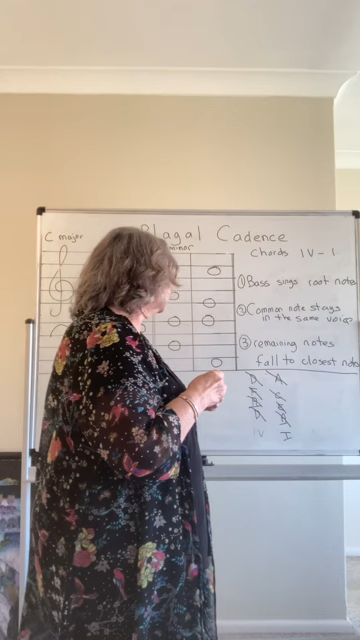 Plagal Cadence
C major
minor
Chords IV - I
① Bass sings root notes
② Common note stays
in the same voice
③ remaining notes
fall to closest note
IV I